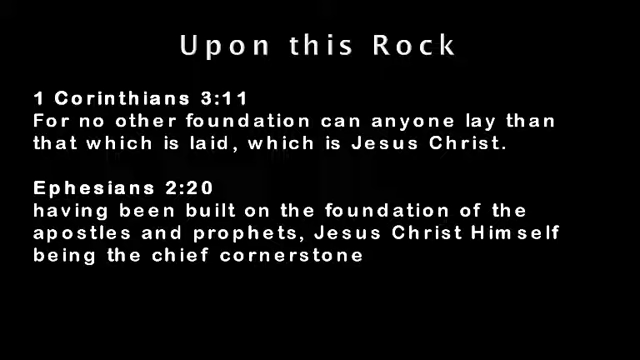 Upon this Rock
1 Corinthians 3:11
For no other foundation can anyone lay than
that which is laid, which is Jesus Christ.
Ephesians 2:20
having been built on the foundation of the
apostles and prophets, Jesus Christ Himself
being the chief cornerstone